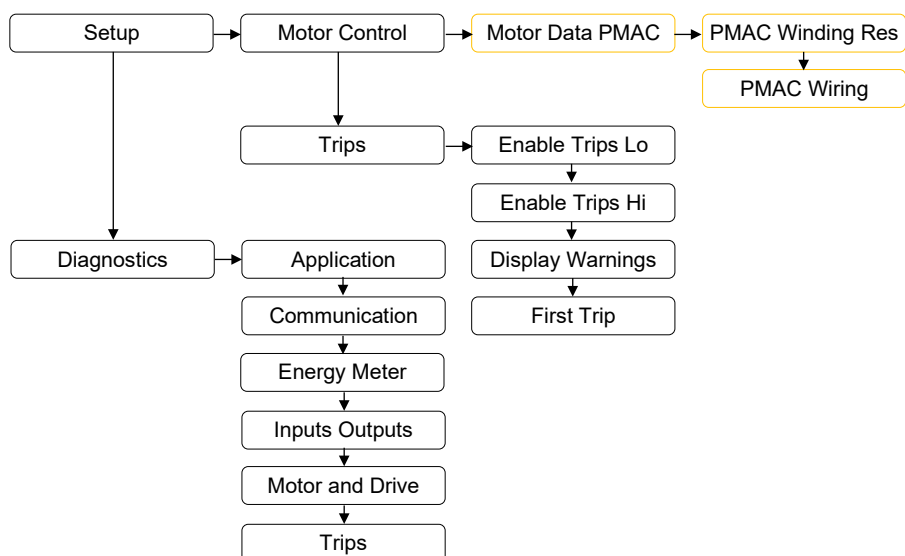 Setup
Motor Control
Motor Data PMAC
PMAC Winding Res
PMAC Wiring
Trips
Enable Trips Lo
Enable Trips Hi
Diagnostics
Application
Display Warnings
Communication
First Trip
Energy Meter
Inputs Outputs
Motor and Drive
Trips